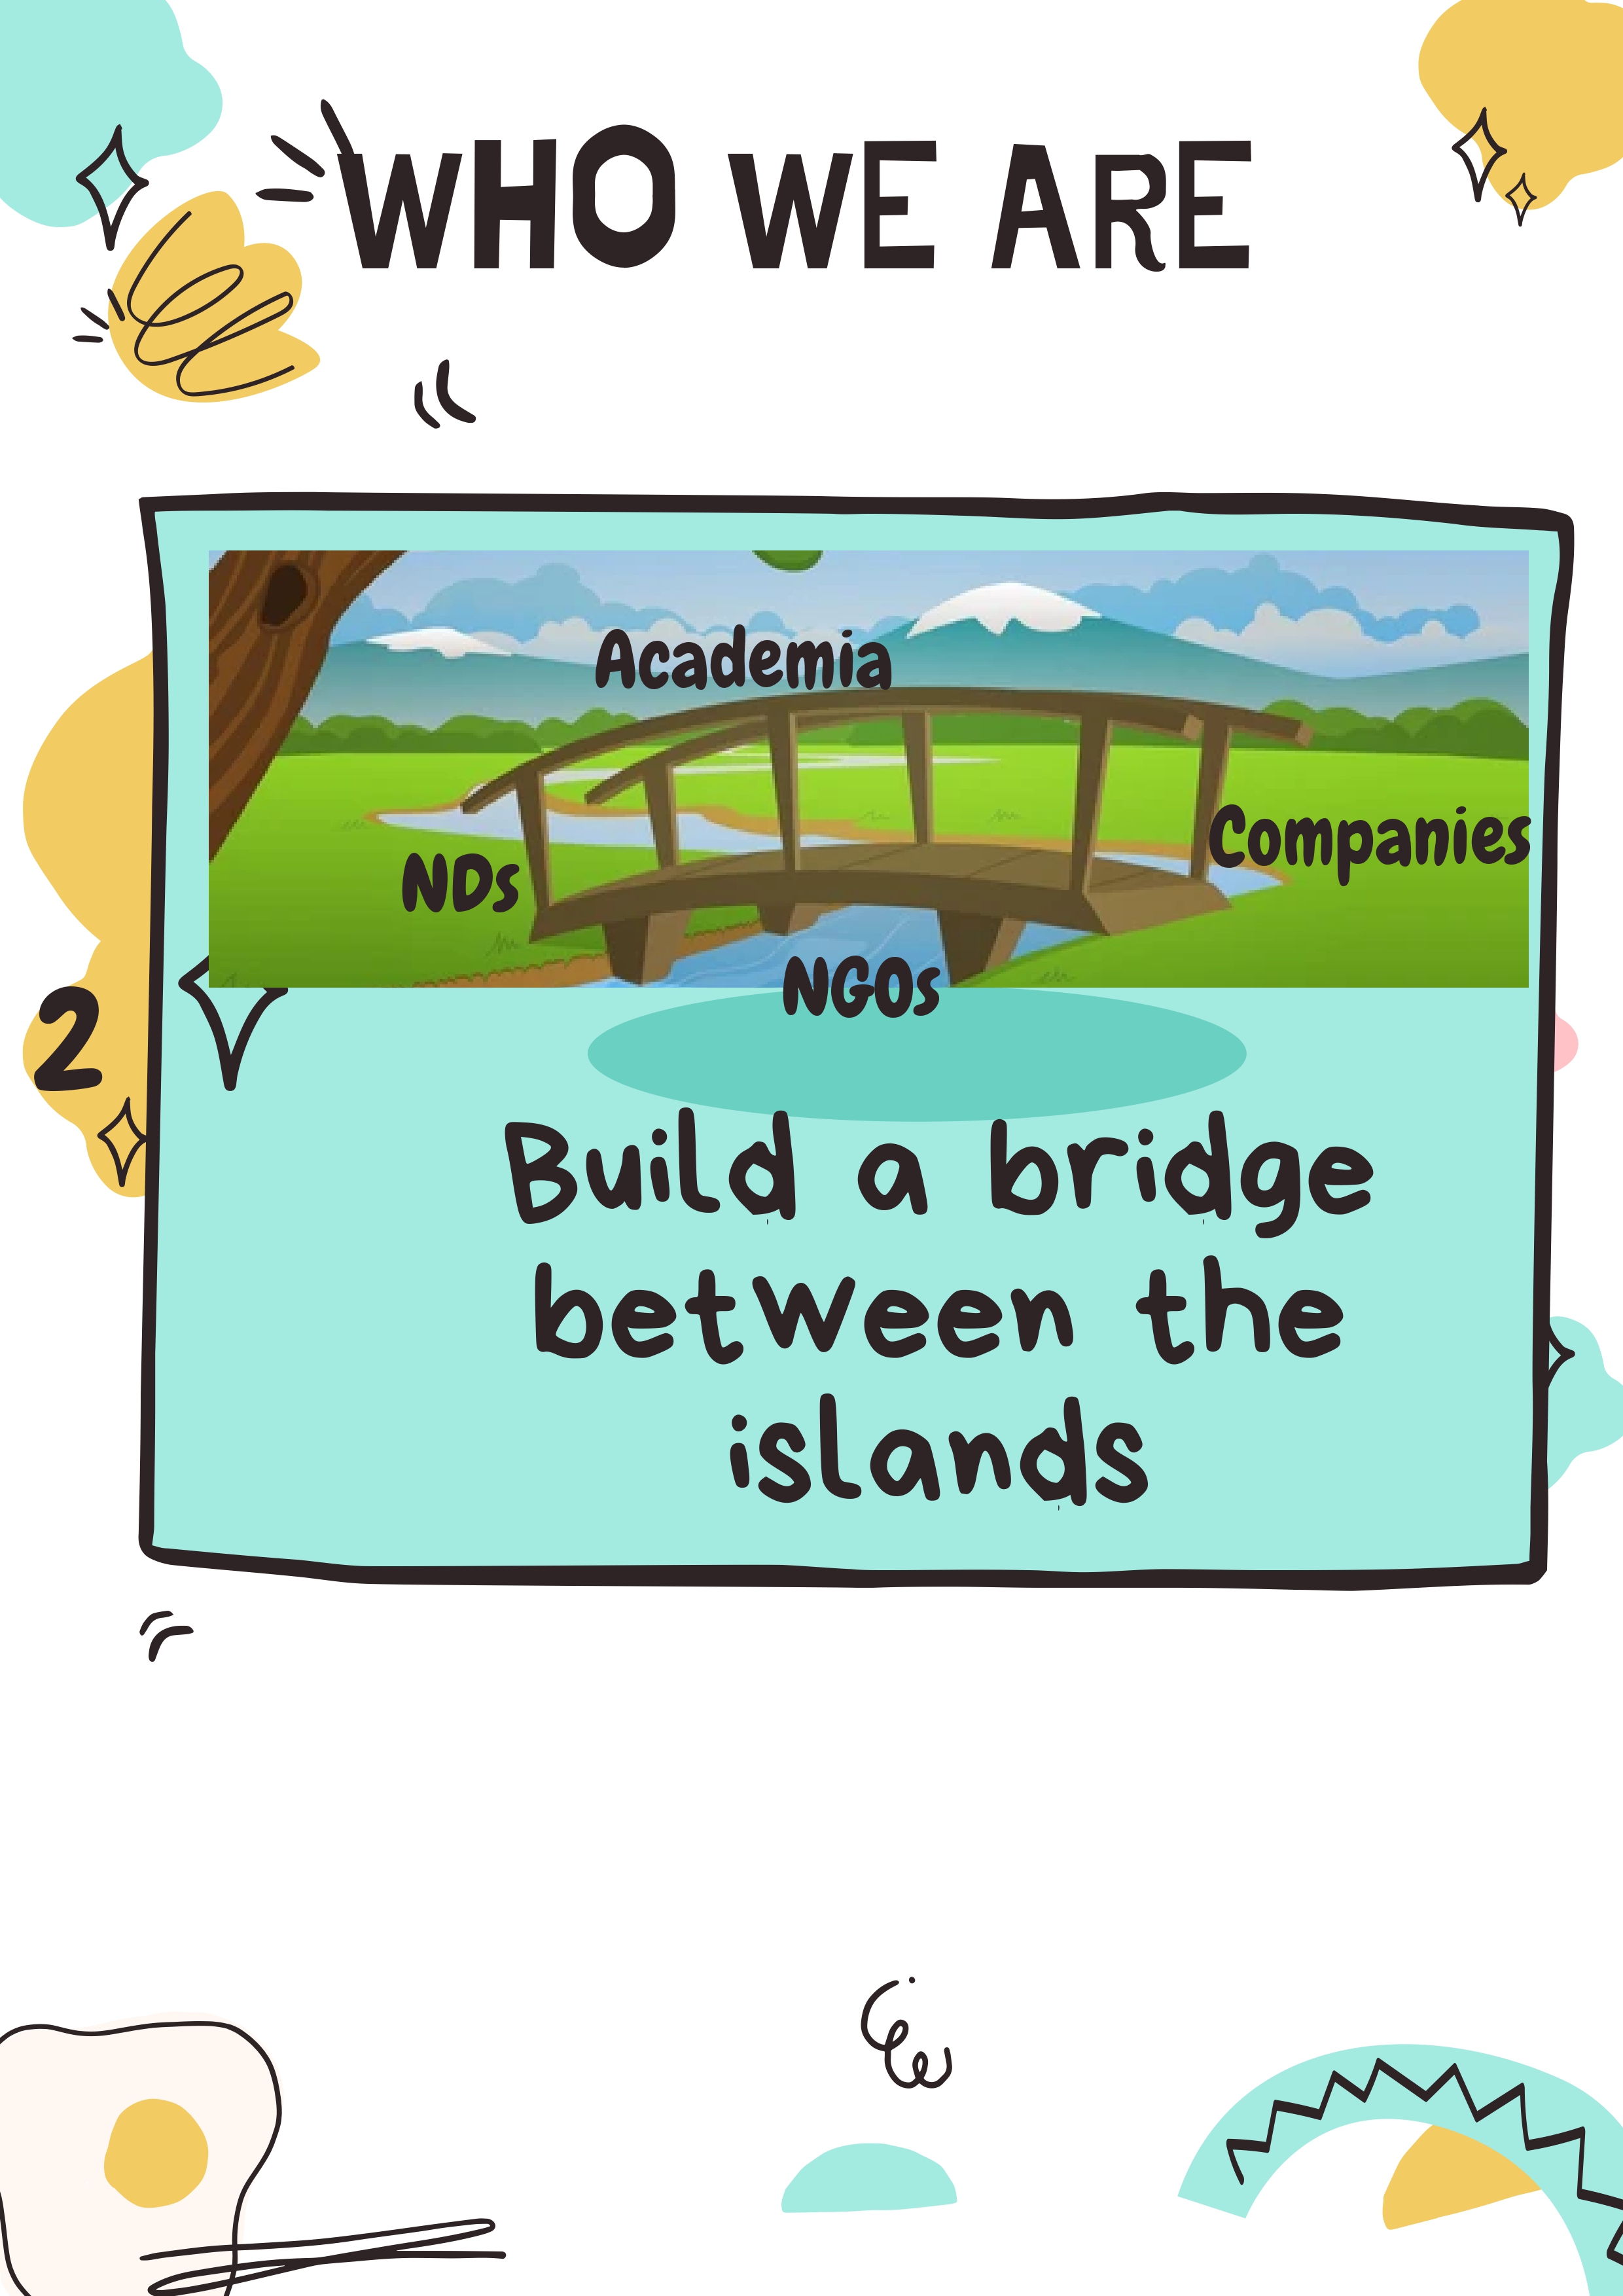 WHO WE ARE
Academia
Companies
NDs
NGOs
2
Build a bridge
between the
islands